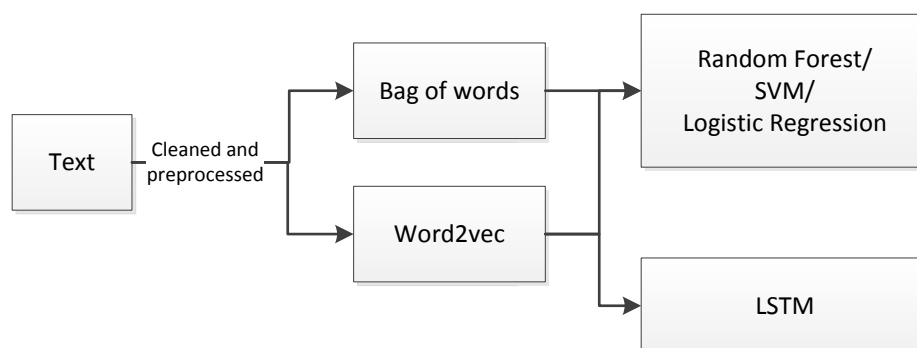 Text
Cleaned and
preprocessed
Bag of words
Word2vec
Random Forest/
SVM/
Logistic Regression
LSTM